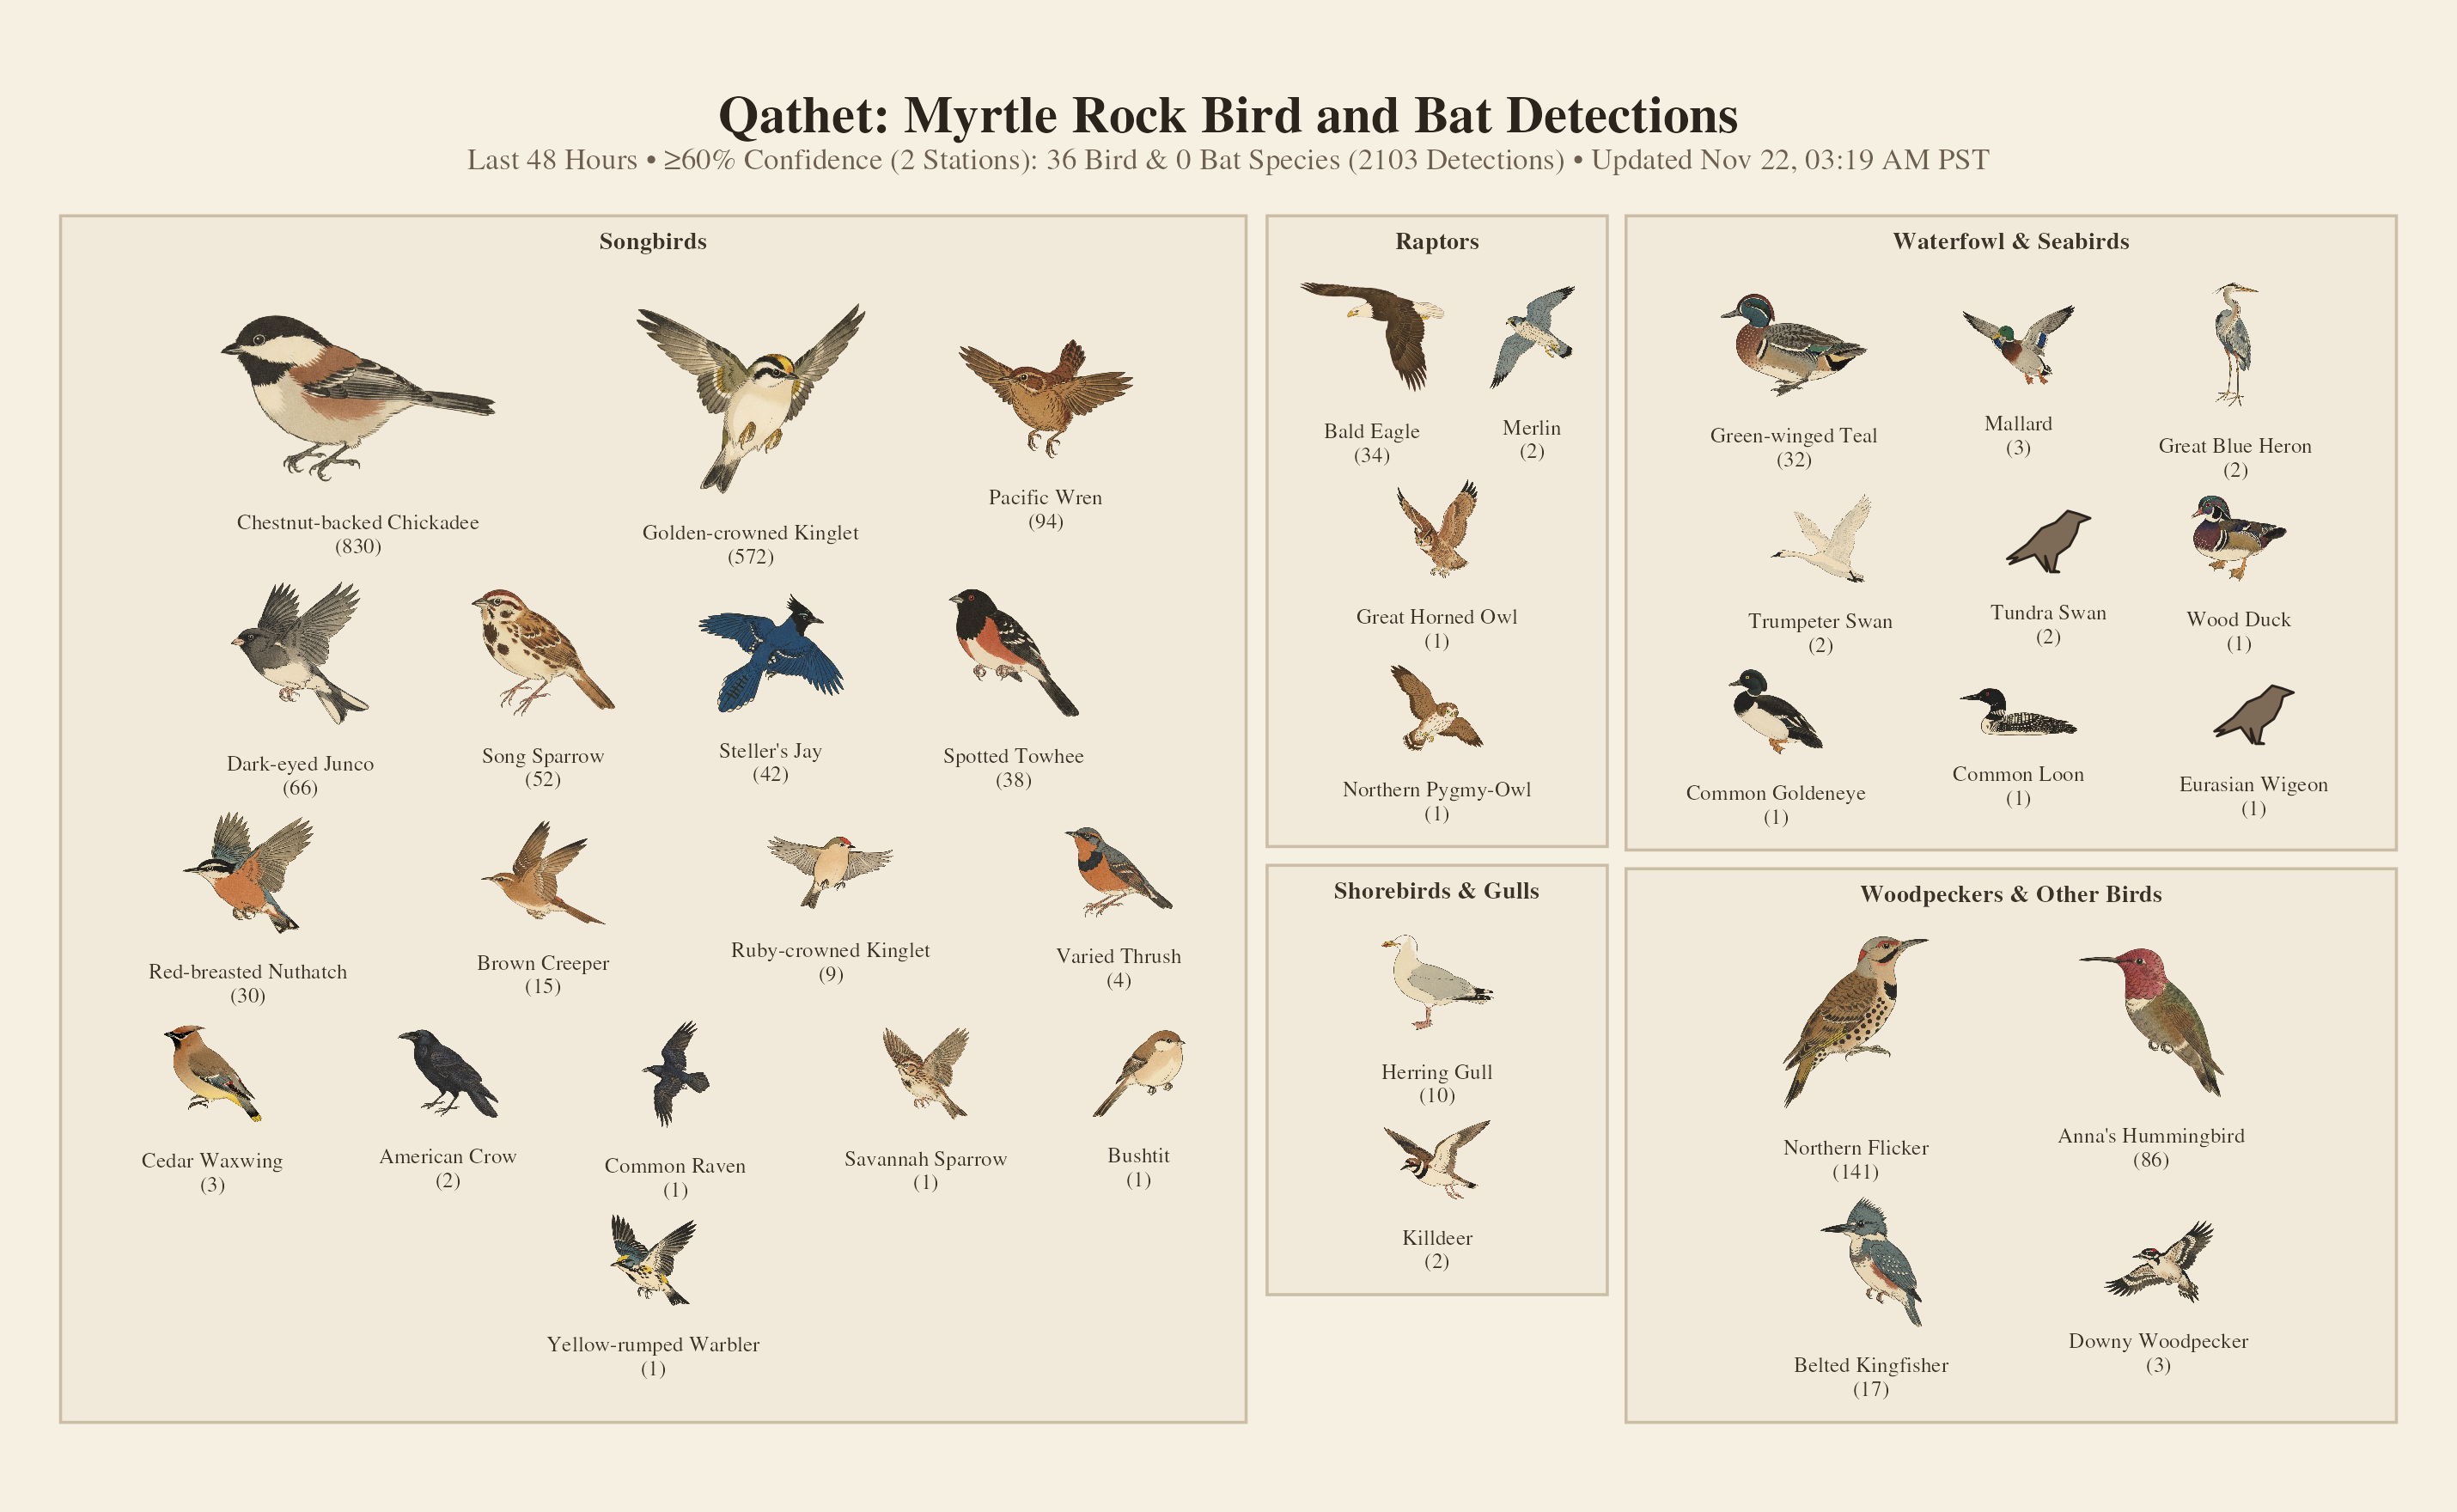 Qathet: Myrtle Rock Bird and Bat Detections
Last 48 Hours • ≥60% Confidence (2 Stations): 36 Bird & 0 Bat Species (2103 Detections) • Updated Nov 22, 03:19 AM PST
Songbirds
Chestnut-backed Chickadee
(830)
Golden-crowned Kinglet
(572)
Pacific Wren
(94)
Dark-eyed Junco
(66)
Song Sparrow
(52)
Steller's Jay
(42)
Spotted Towhee
(38)
Red-breasted Nuthatch
(30)
Brown Creeper
(15)
Ruby-crowned Kinglet
(9)
Varied Thrush
(4)
Cedar Waxwing
(3)
American Crow
(2)
Common Raven
(1)
Savannah Sparrow
(1)
Bushtit
(1)
Yellow-rumped Warbler
(1)
Raptors
Bald Eagle
(34)
Merlin
(2)
Great Horned Owl
(1)
Northern Pygmy-Owl
(1)
Waterfowl & Seabirds
Green-winged Teal
(32)
Mallard
(3)
Great Blue Heron
(2)
Trumpeter Swan
(2)
Tundra Swan
(2)
Wood Duck
(1)
Common Goldeneye
(1)
Common Loon
(1)
Eurasian Wigeon
(1)
Shorebirds & Gulls
Herring Gull
(10)
Killdeer
(2)
Woodpeckers & Other Birds
Northern Flicker
(141)
Anna's Hummingbird
(86)
Belted Kingfisher
(17)
Downy Woodpecker
(3)